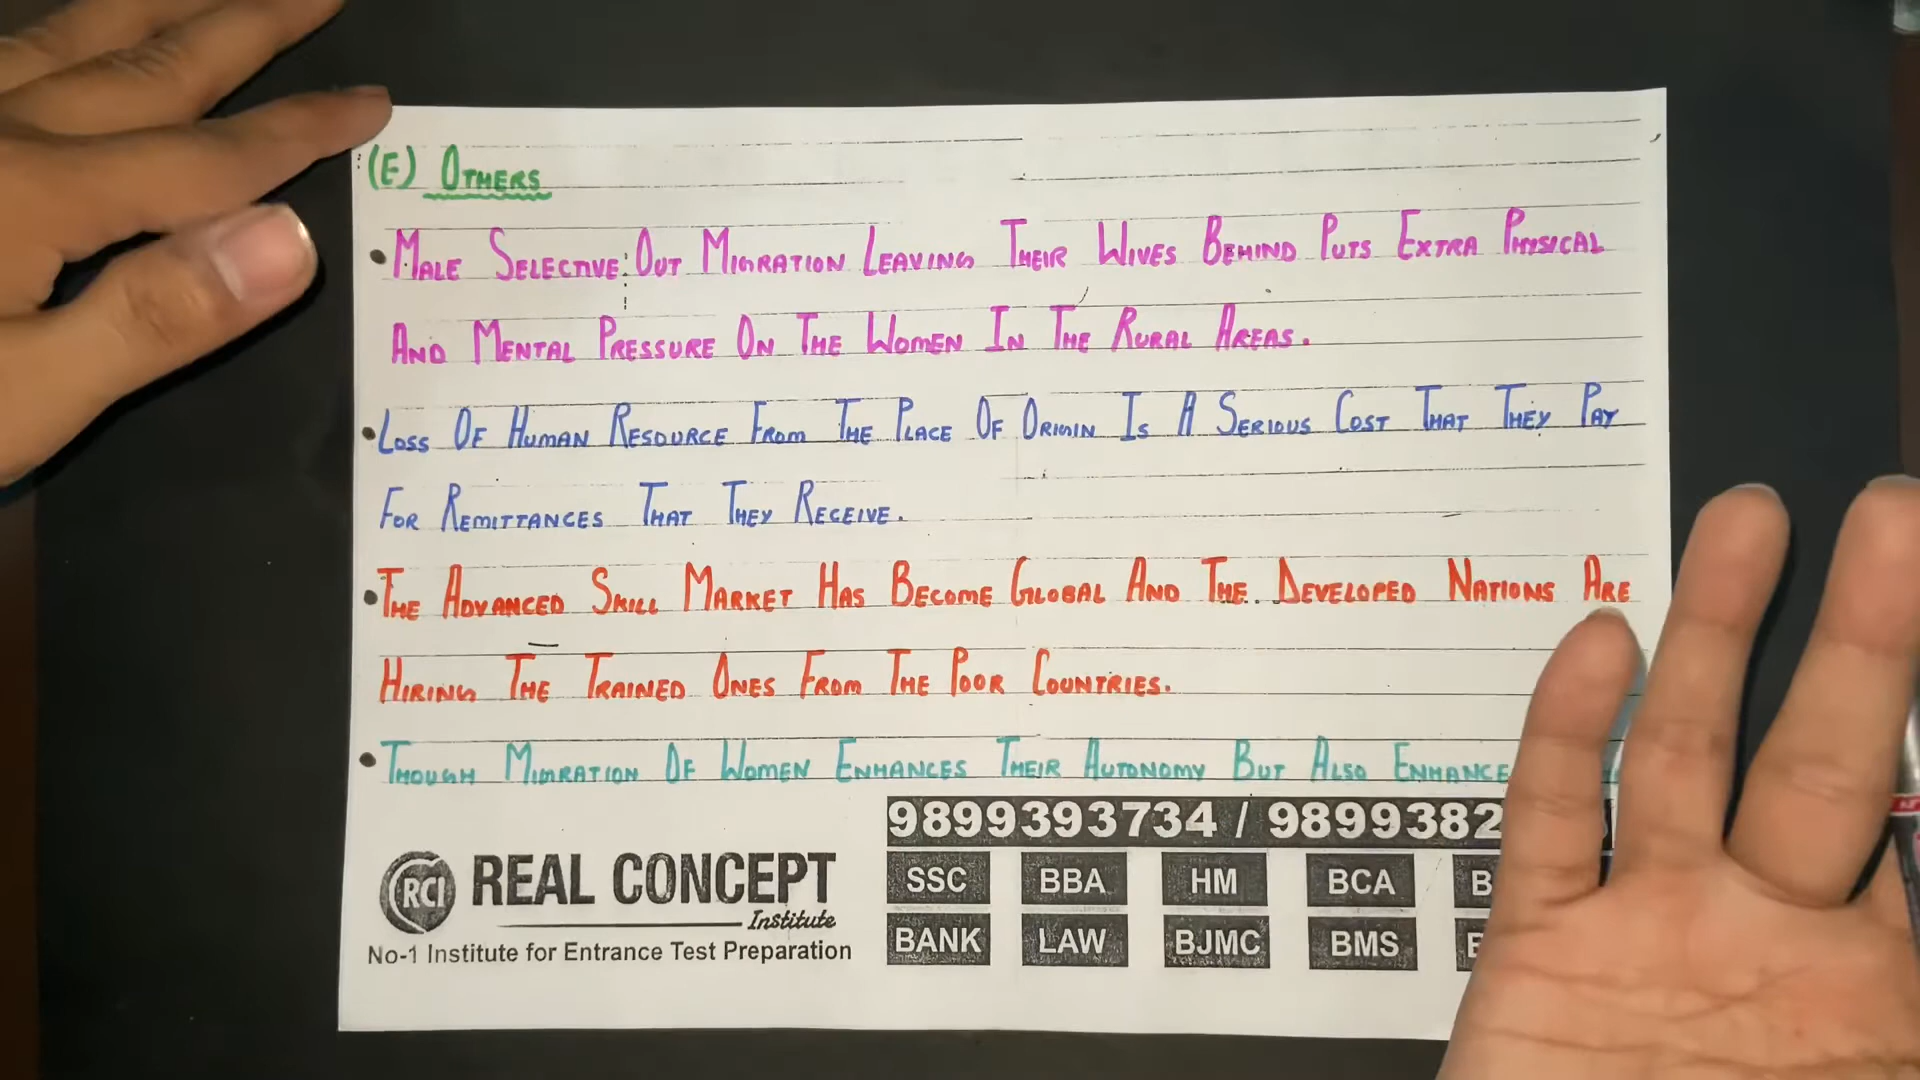 (E) OTHERS
• MALE SELECTIVE OUT MIGRATION LEAVING THEIR WIVES BEHIND PUTS EXTRA PHYSICAL
AND MENTAL PRESSURE ON THE WOMEN IN THE RURAL AREAS.
• LOSS OF HUMAN RESOURCE FROM THE PLACE OF ORIGIN IS A SERIOUS COST THAT THEY PAY
FOR REMITTANCES THAT THEY RECEIVE.
• THE ADVANCED SKILL MARKET HAS BECOME GLOBAL AND THE DEVELOPED NATIONS ARE
HIRING THE TRAINED ONES FROM THE POOR COUNTRIES.
• THOUGH MIGRATION OF WOMEN ENHANCES THEIR AUTONOMY BUT ALSO ENHANCE
9899393734 / 9899382
RCI REAL CONCEPT
Institute
No-1 Institute for Entrance Test Preparation
SSC BBA HM BCA B
BANK LAW BJMC BMS